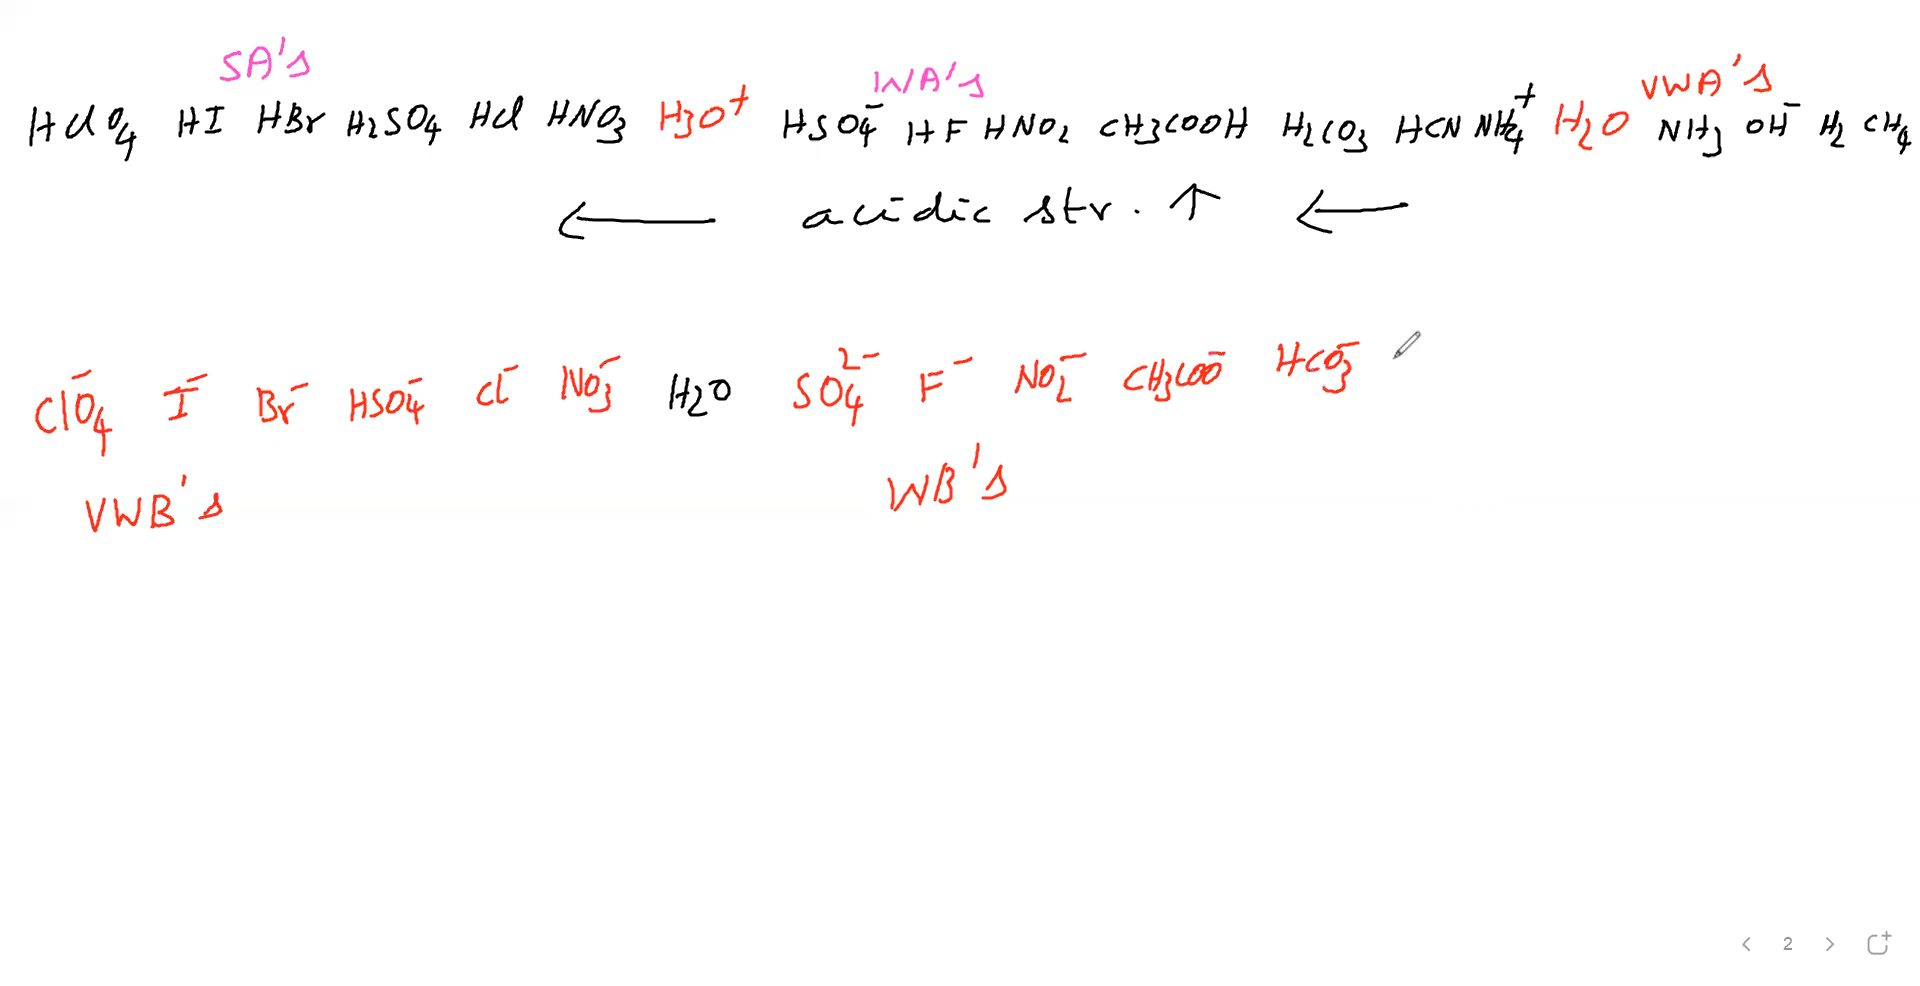 SA's WA's VWA's
HClO₄ HI HBr H₂SO₄ HCl HNO₃ H₃O⁺ HSO₄⁻ HF HNO₂ CH₃COOH H₂CO₃ HCN NH₄⁺ H₂O NH₃ OH⁻ H₂ CH₄
← acidic str. ↑ ←
ClO₄⁻ I⁻ Br⁻ HSO₄⁻ Cl⁻ NO₃⁻ H₂O SO₄²⁻ F⁻ NO₂⁻ CH₃COO⁻ HCO₃⁻
VWB's WB's
< 2 >